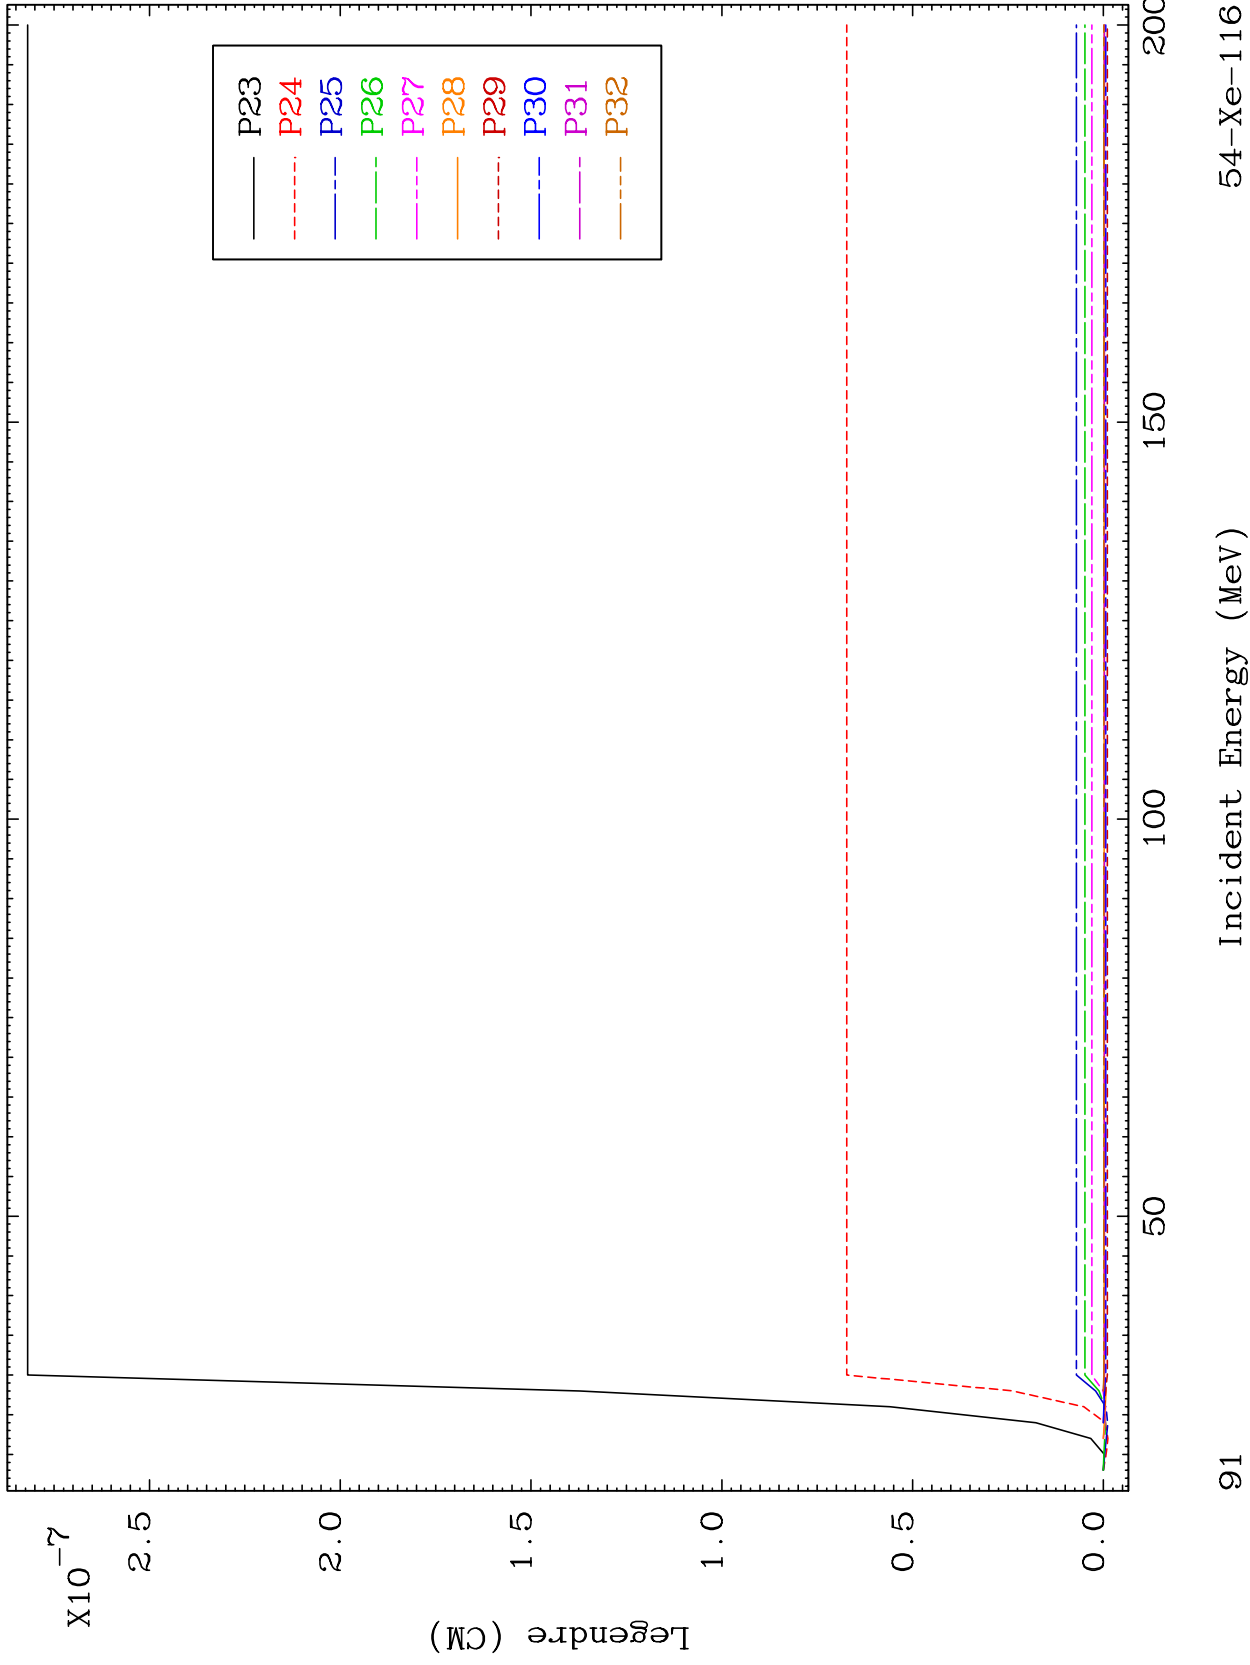 X10-7
2.5
2.0
1.5
1.0
0.5
0.0
Legendre (CM)
P23
P24
P25
P26
P27
P28
P29
P30
P31
P32
50
100
150
200
91
Incident Energy (MeV)
54-Xe-116